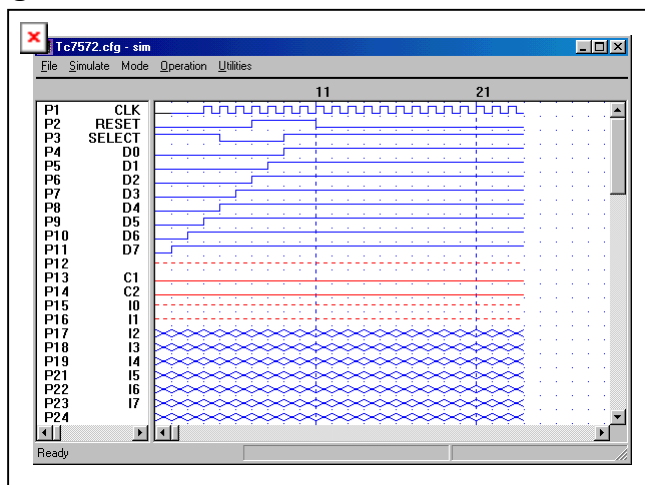 Tc7572.cfg - sim
File Simulate Mode Operation Utilities
11 21
P1 CLK
P2 RESET
P3 SELECT
P4 D0
P5 D1
P6 D2
P7 D3
P8 D4
P9 D5
P10 D6
P11 D7
P12
P13 C1
P14 C2
P15 I0
P16 I1
P17 I2
P18 I3
P19 I4
P21 I5
P22 I6
P23 I7
P24
Ready